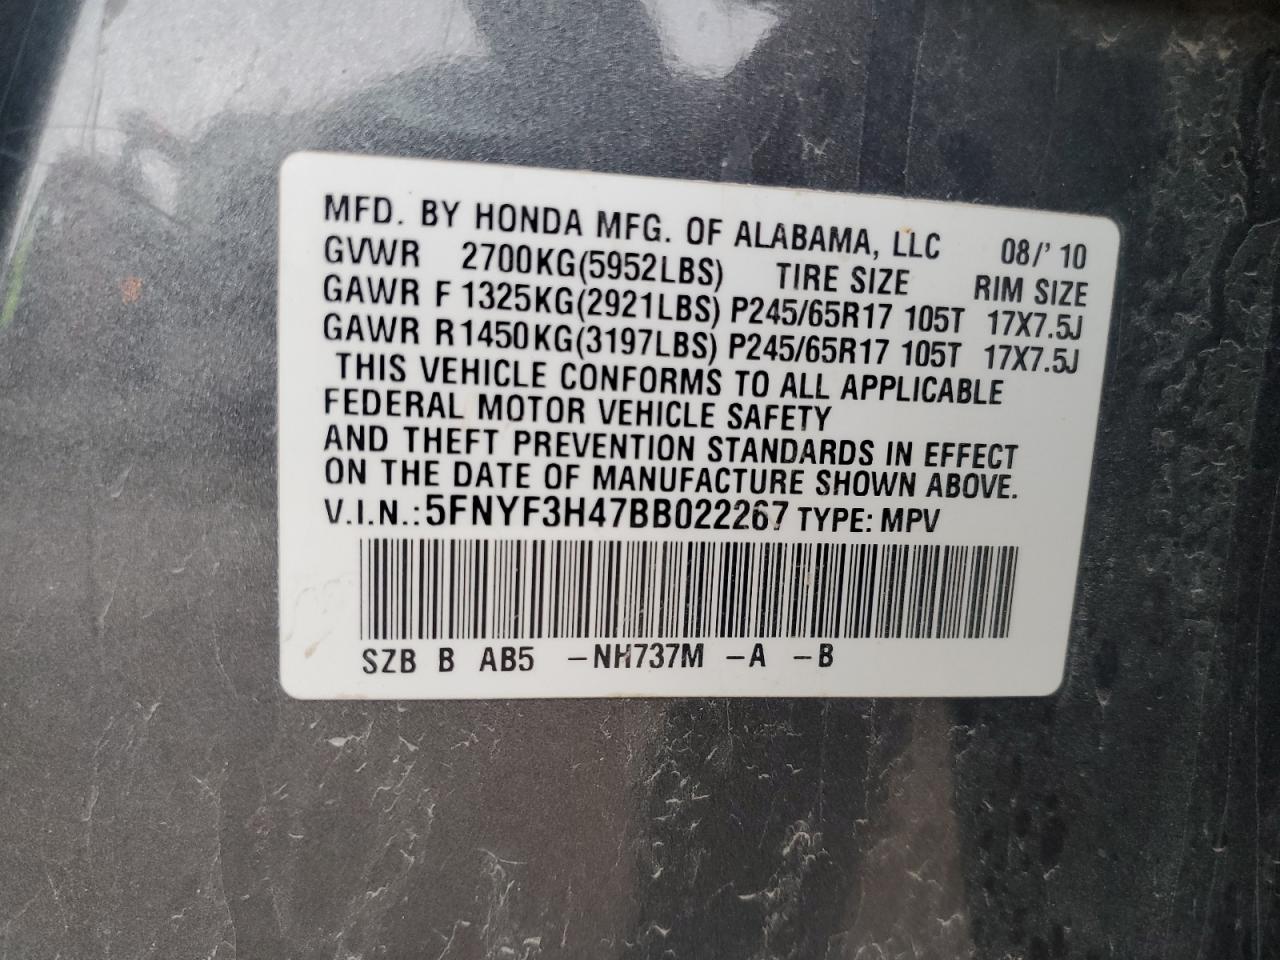 MFD. BY HONDA MFG. OF ALABAMA, LLC 08/'10
GVWR 2700KG(5952LBS) TIRE SIZE RIM SIZE
GAWR F 1325KG(2921LBS) P245/65R17 105T 17X7.5J
GAWR R 1450KG(3197LBS) P245/65R17 105T 17X7.5J
THIS VEHICLE CONFORMS TO ALL APPLICABLE
FEDERAL MOTOR VEHICLE SAFETY
AND THEFT PREVENTION STANDARDS IN EFFECT
ON THE DATE OF MANUFACTURE SHOWN ABOVE.
V.I.N.: 5FNYF3H47BB022267 TYPE: MPV
SZB B AB5 -NH737M -A -B